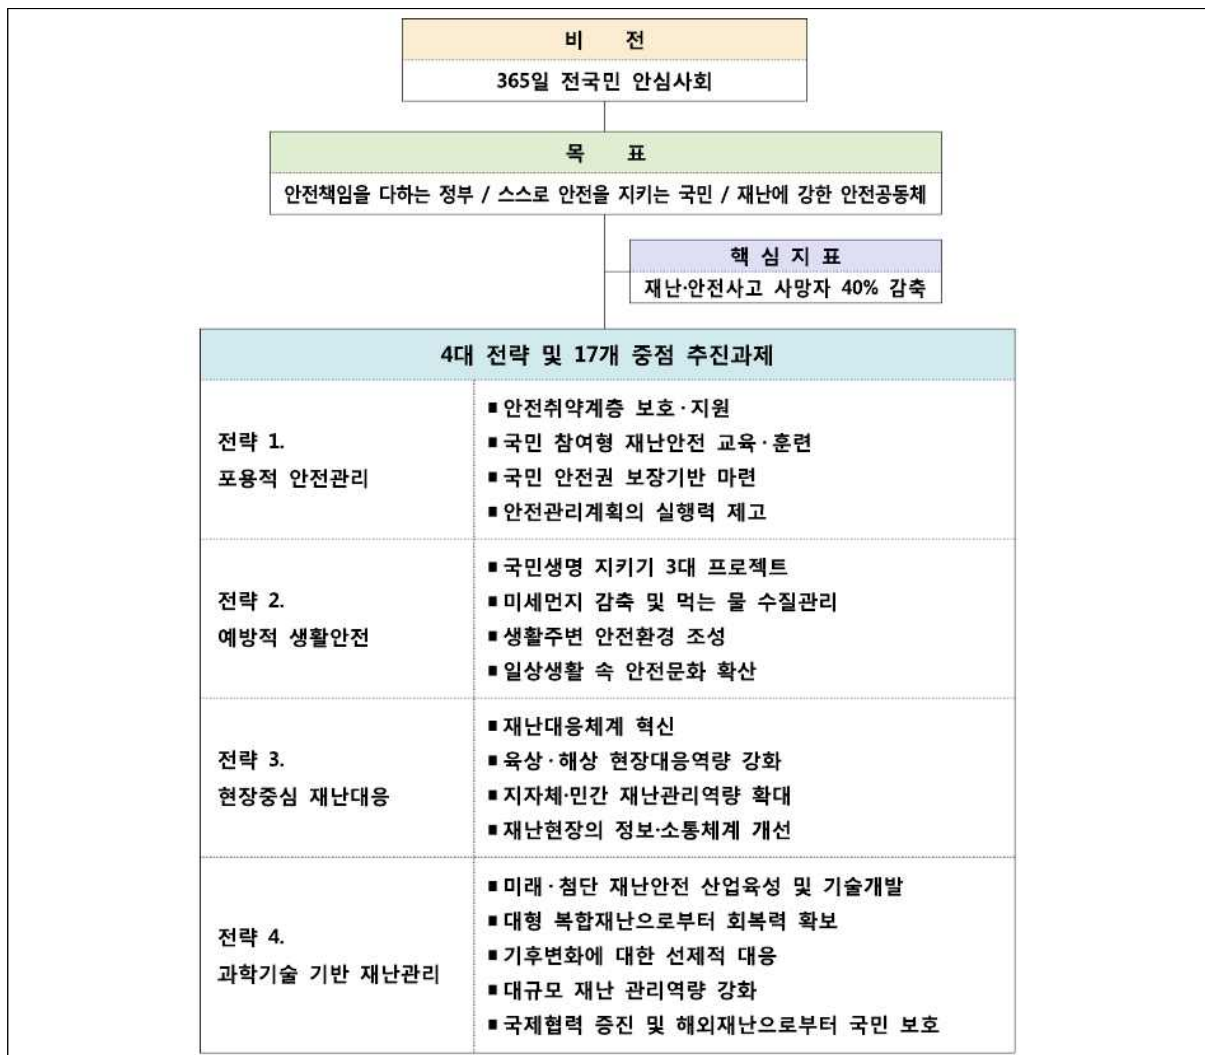 비 전
365일 전국민 안심사회
목 표
안전책임을 다하는 정부 / 스스로 안전을 지키는 국민 / 재난에 강한 안전공동체
핵 심 지 표
재난·안전사고 사망자 40% 감축
4대 전략 및 17개 중점 추진과제
전략 1.
포용적 안전관리
■ 안전취약계층 보호·지원
■ 국민 참여형 재난안전 교육·훈련
■ 국민 안전권 보장기반 마련
■ 안전관리계획의 실행력 제고
전략 2.
예방적 생활안전
■ 국민생명 지키기 3대 프로젝트
■ 미세먼지 감축 및 먹는 물 수질관리
■ 생활주변 안전환경 조성
■ 일상생활 속 안전문화 확산
전략 3.
현장중심 재난대응
■ 재난대응체계 혁신
■ 육상·해상 현장대응역량 강화
■ 지자체·민간 재난관리역량 확대
■ 재난현장의 정보·소통체계 개선
전략 4.
과학기술 기반 재난관리
■ 미래·첨단 재난안전 산업육성 및 기술개발
■ 대형 복합재난으로부터 회복력 확보
■ 기후변화에 대한 선제적 대응
■ 대규모 재난 관리역량 강화
■ 국제협력 증진 및 해외재난으로부터 국민 보호